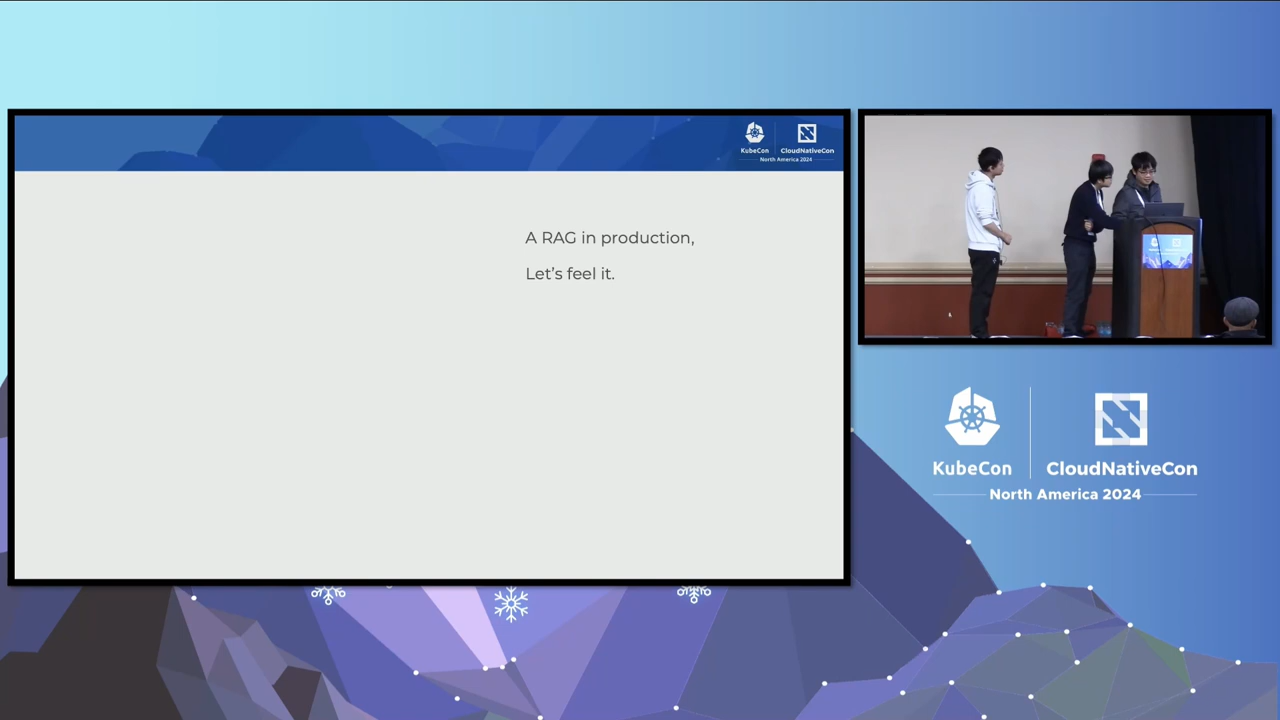 KubeCon
CloudNativeCon
North America 2024
A RAG in production,
Let's feel it.
KubeCon
CloudNativeCon
North America 2024